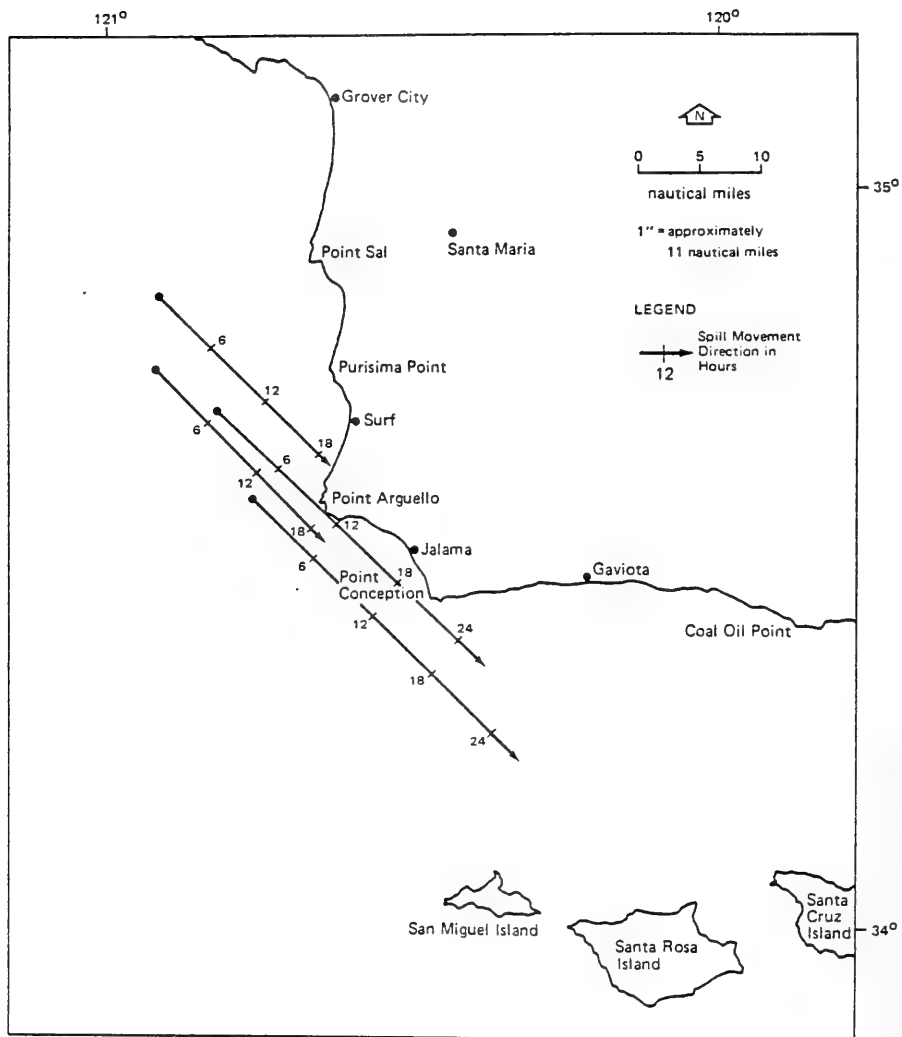 121°
120°
Grover City
N
0 5 10
nautical miles
35°
1" = approximately
11 nautical miles
Santa Maria
Point Sal
LEGEND
Spill Movement
Direction in
Hours
12
6
Purisima Point
12
Surf
6
18
6
12
Point Arguello
12
18
Jalama
6
Gaviota
Point
Conception
18
12
Coal Oil Point
24
18
24
San Miguel Island
Santa Rosa
Island
Santa
Cruz
Island
34°